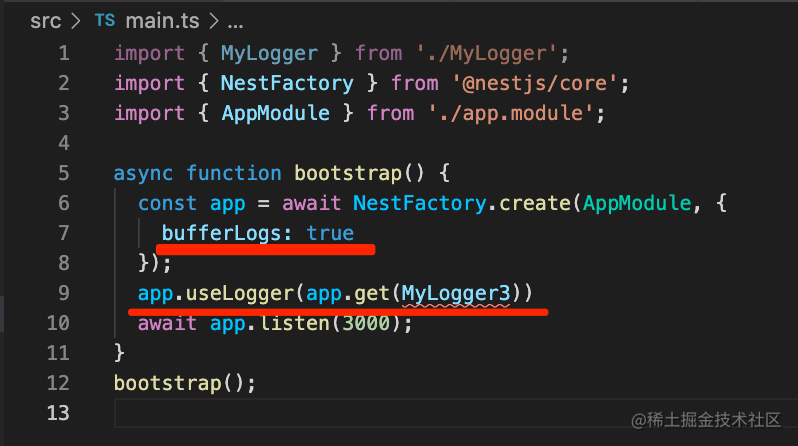 src > TS main.ts > ...
1 import { MyLogger } from './MyLogger';
2 import { NestFactory } from '@nestjs/core';
3 import { AppModule } from './app.module';
4
5 async function bootstrap() {
6   const app = await NestFactory.create(AppModule, {
7     bufferLogs: true
8   });
9   app.useLogger(app.get(MyLogger3))
10   await app.listen(3000);
11 }
12 bootstrap();
13
@稀土掘金技术社区